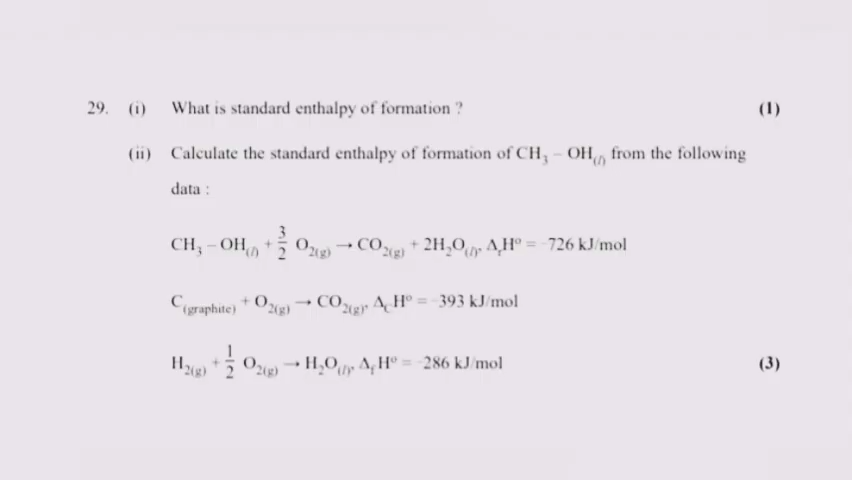 29. (i) What is standard enthalpy of formation ? (1)
(ii) Calculate the standard enthalpy of formation of CH₃ – OH₍l₎ from the following
data :
CH₃ – OH₍l₎ + 3/2 O₂₍g₎ → CO₂₍g₎ + 2H₂O₍l₎, ΔᵣH° = -726 kJ/mol
C₍graphite₎ + O₂₍g₎ → CO₂₍g₎, Δ_CH° = -393 kJ/mol
H₂₍g₎ + 1/2 O₂₍g₎ → H₂O₍l₎, Δ_fH° = -286 kJ/mol (3)